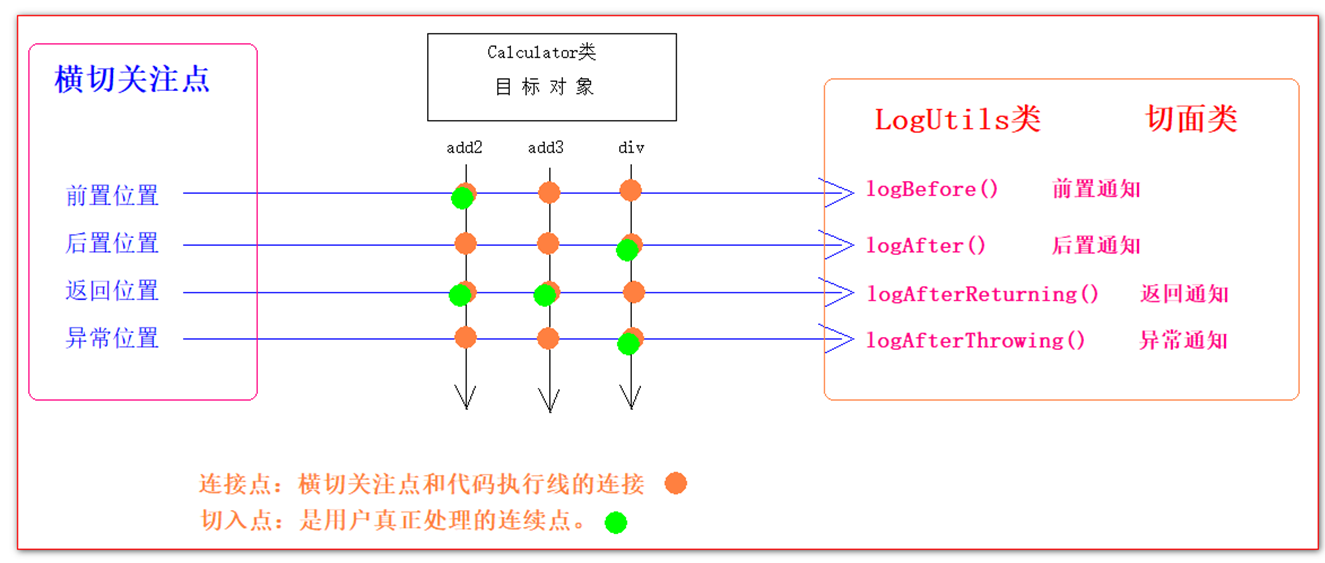 横切关注点
Calculator类
目 标 对 象
LogUtils类 切面类
add2 add3 div
前置位置 logBefore() 前置通知
后置位置 logAfter() 后置通知
返回位置 logAfterReturning() 返回通知
异常位置 logAfterThrowing() 异常通知
连接点：横切关注点和代码执行线的连接
切入点：是用户真正处理的连续点。